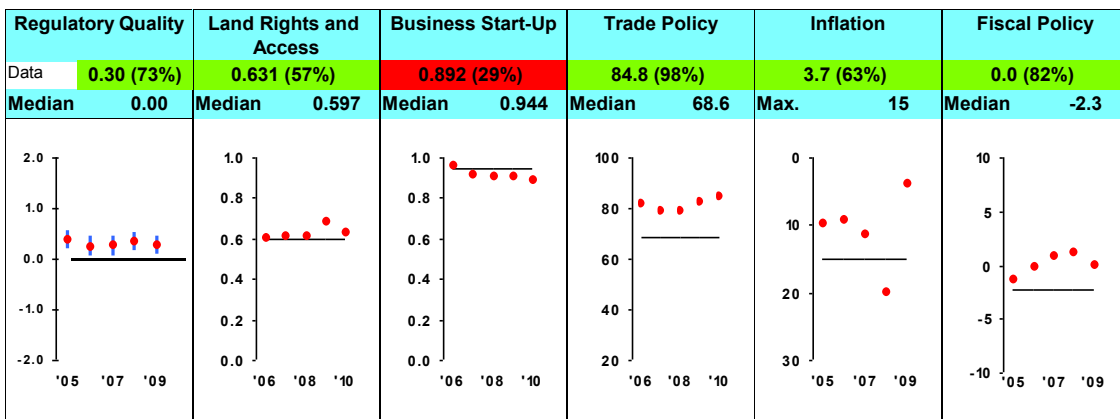 Regulatory Quality
Data 0.30 (73%)
Median 0.00
2.0
1.0
0.0
-1.0
-2.0
'05 '07 '09
Land Rights and
Access
0.631 (57%)
Median 0.597
1.0
0.8
0.6
0.4
0.2
0.0
'06 '08 '10
Business Start-Up
0.892 (29%)
Median 0.944
1.0
0.8
0.6
0.4
0.2
0.0
'06 '08 '10
Trade Policy
84.8 (98%)
Median 68.6
100
80
60
40
20
'06 '08 '10
Inflation
3.7 (63%)
Max. 15
0
10
20
30
'05 '07 '09
Fiscal Policy
0.0 (82%)
Median -2.3
10
5
0
-5
-10
'05 '07 '09